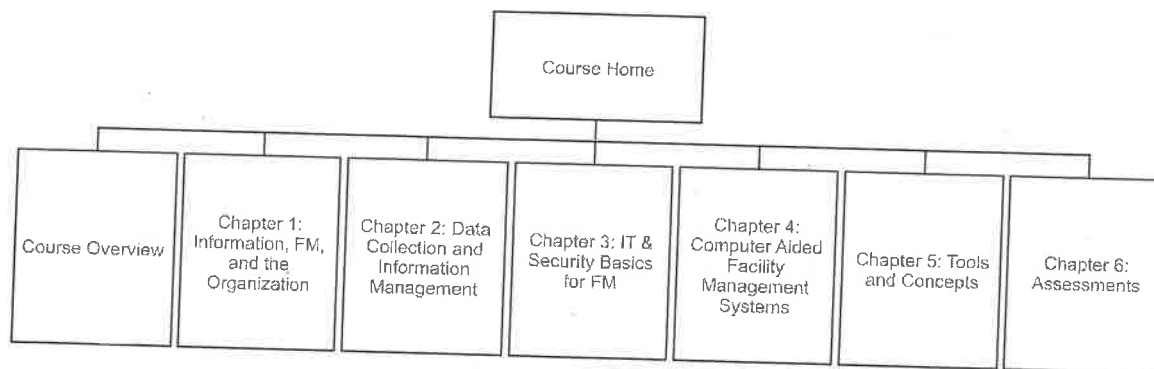 Course Home
Course Overview
Chapter 1:
Information, FM,
and the
Organization
Chapter 2: Data
Collection and
Information
Management
Chapter 3: IT &
Security Basics
for FM
Chapter 4:
Computer Aided
Facility
Management
Systems
Chapter 5: Tools
and Concepts
Chapter 6:
Assessments